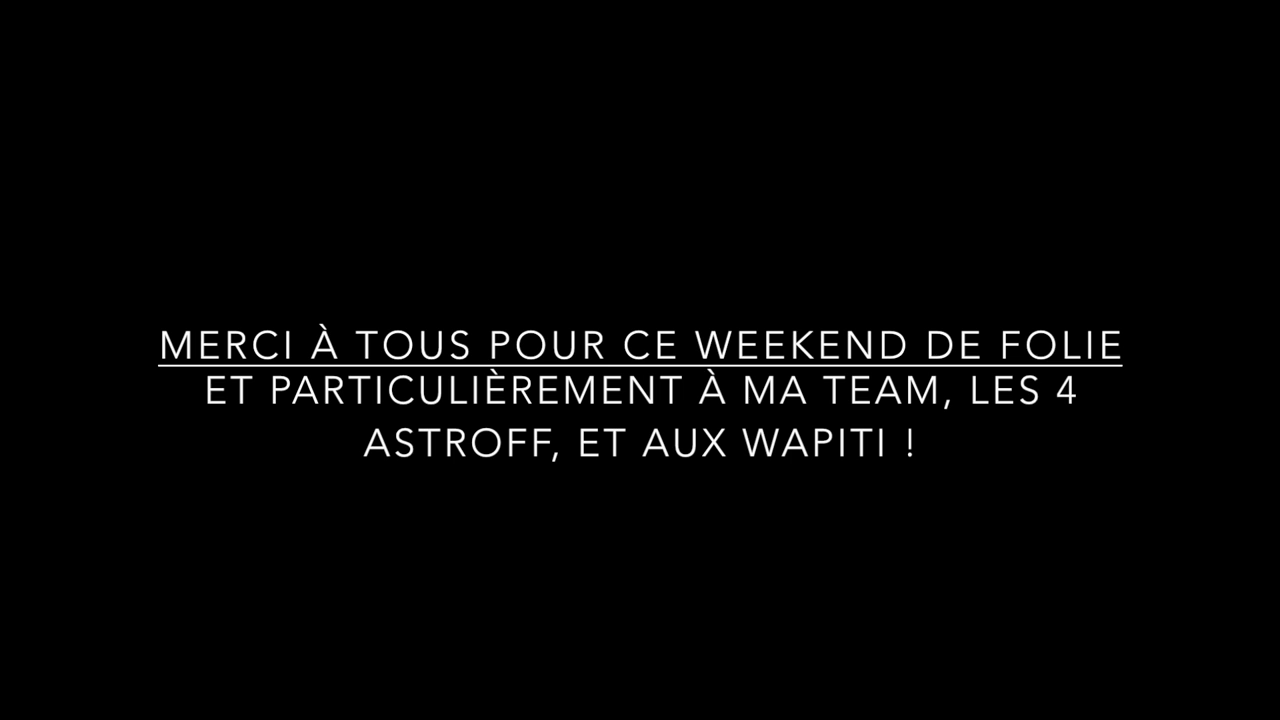 MERCI À TOUS POUR CE WEEKEND DE FOLIE
ET PARTICULIÈREMENT À MA TEAM, LES 4
ASTROFF, ET AUX WAPITI !